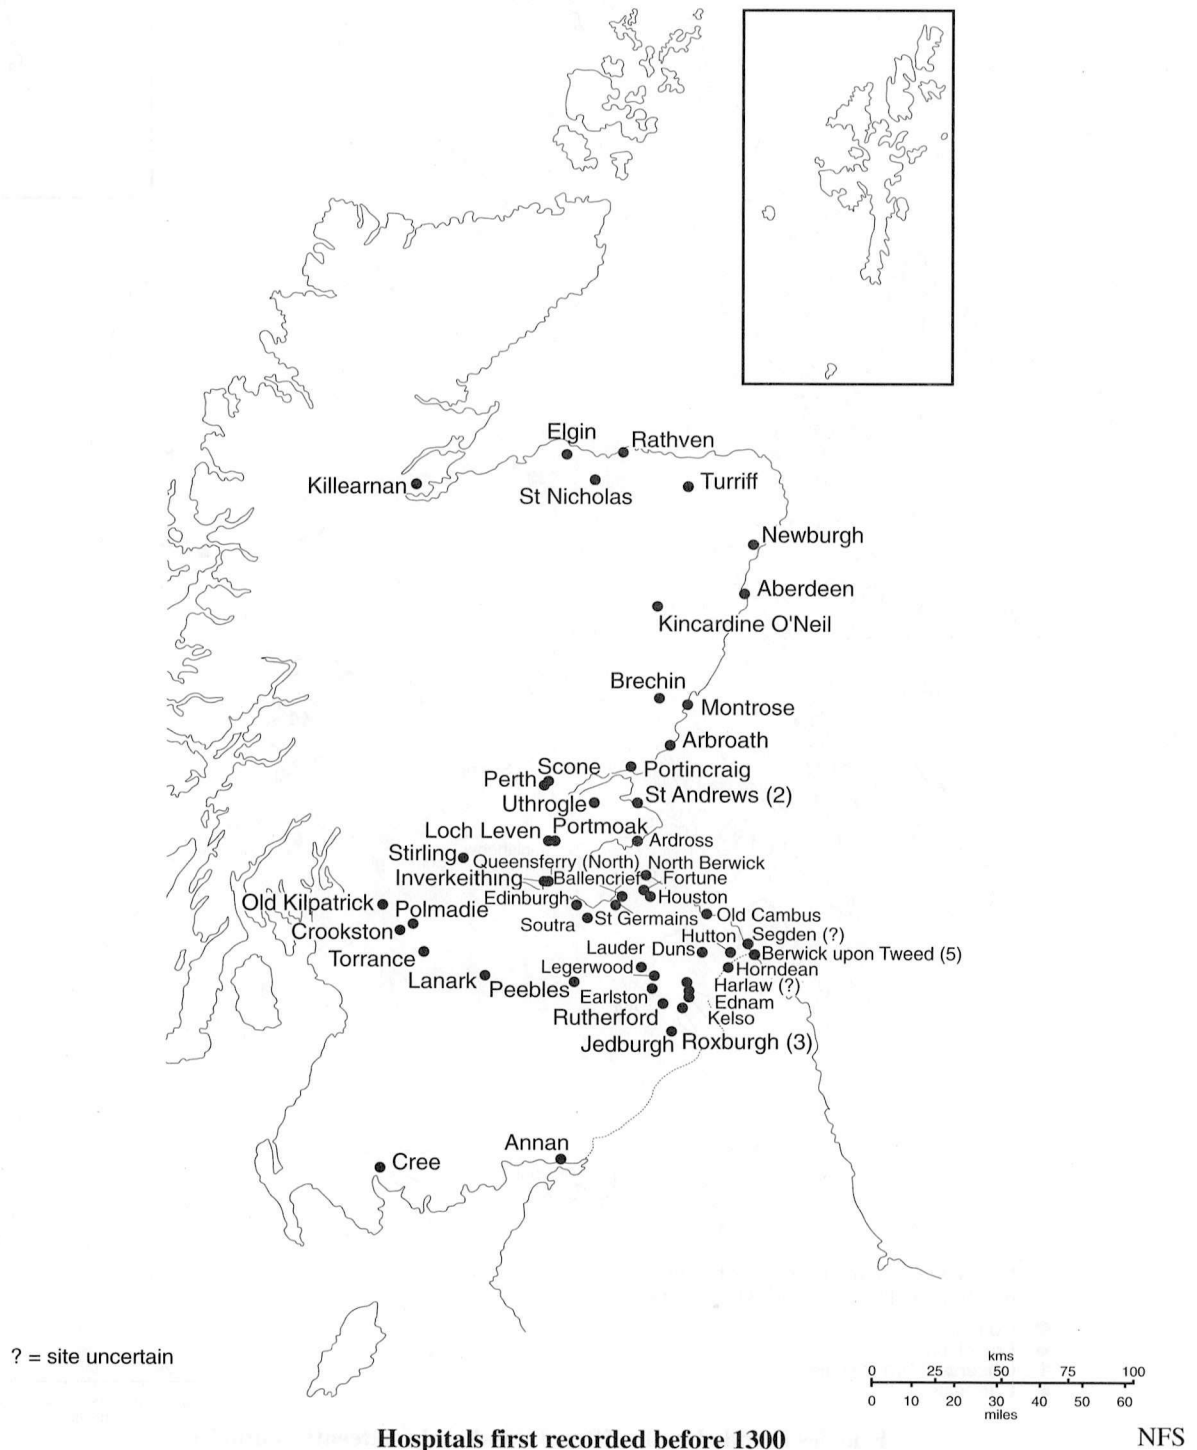 Elgin
Rathven
Killearnan
St Nicholas
Turriff
Newburgh
Aberdeen
Kincardine O'Neil
Brechin
Montrose
Arbroath
Scone
Portincraig
Perth
Uthrogle
St Andrews (2)
Loch Leven
Portmoak
Ardross
Stirling
Queensferry (North)
North Berwick
Inverkeithing
Ballencrief
Fortune
Edinburgh
Houston
Old Kilpatrick
Polmadie
Soutra
St Germains
Old Cambus
Crookston
Hutton
Segden (?)
Torrance
Lauder
Duns
Berwick upon Tweed (5)
Legerwood
Horndean
Lanark
Peebles
Harlaw (?)
Earlston
Ednam
Rutherford
Kelso
Jedburgh
Roxburgh (3)
Annan
Cree
? = site uncertain
kms
0 25 50 75 100
0 10 20 30 40 50 60
miles
Hospitals first recorded before 1300
NFS